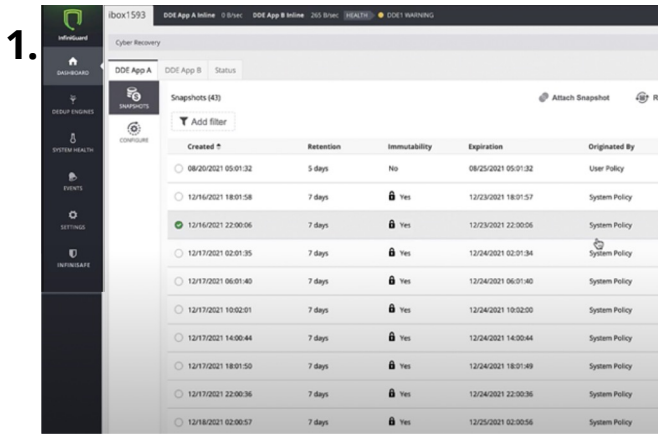 1.
InfiniGuard
DASHBOARD
DEDUP ENGINES
SYSTEM HEALTH
EVENTS
SETTINGS
INFINISAFE
ibox1593 DDE App A Inline 0 B/sec DDE App B Inline 265 B/sec HEALTH DDE1 WARNING
Cyber Recovery
DDE App A DDE App B Status
SNAPSHOTS
CONFIGURE
Snapshots (43) Attach Snapshot R
Add filter
Created Retention Immutability Expiration Originated By
08/20/2021 05:01:32 5 days No 08/25/2021 05:01:32 User Policy
12/16/2021 18:01:58 7 days Yes 12/23/2021 18:01:57 System Policy
12/16/2021 22:00:06 7 days Yes 12/23/2021 22:00:06 System Policy
12/17/2021 02:01:35 7 days Yes 12/24/2021 02:01:34 System Policy
12/17/2021 06:01:40 7 days Yes 12/24/2021 06:01:40 System Policy
12/17/2021 10:02:01 7 days Yes 12/24/2021 10:02:00 System Policy
12/17/2021 14:00:44 7 days Yes 12/24/2021 14:00:44 System Policy
12/17/2021 18:01:50 7 days Yes 12/24/2021 18:01:49 System Policy
12/17/2021 22:00:36 7 days Yes 12/24/2021 22:00:36 System Policy
12/18/2021 02:00:57 7 days Yes 12/25/2021 02:00:56 System Policy